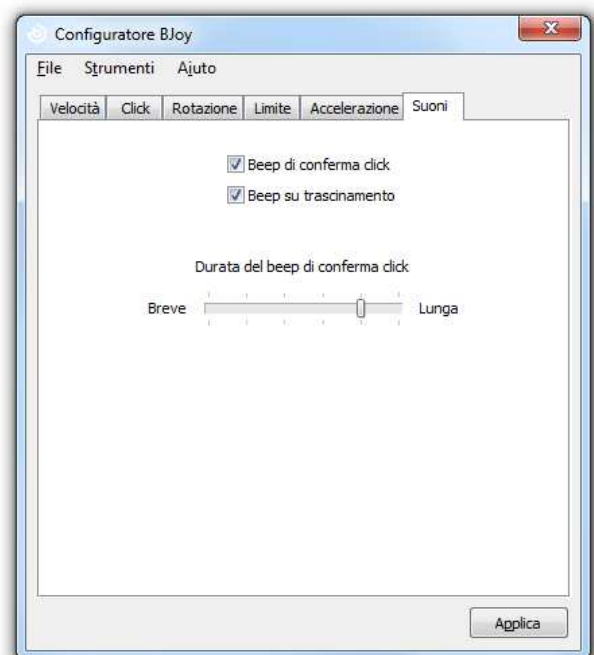 Configuratore BJoy
File Strumenti Ajuto
Velocità Click Rotazione Limite Accelerazione Suoni
Beep di conferma click
Beep su trascinamento
Durata del beep di conferma click
Breve Lunga
Applica